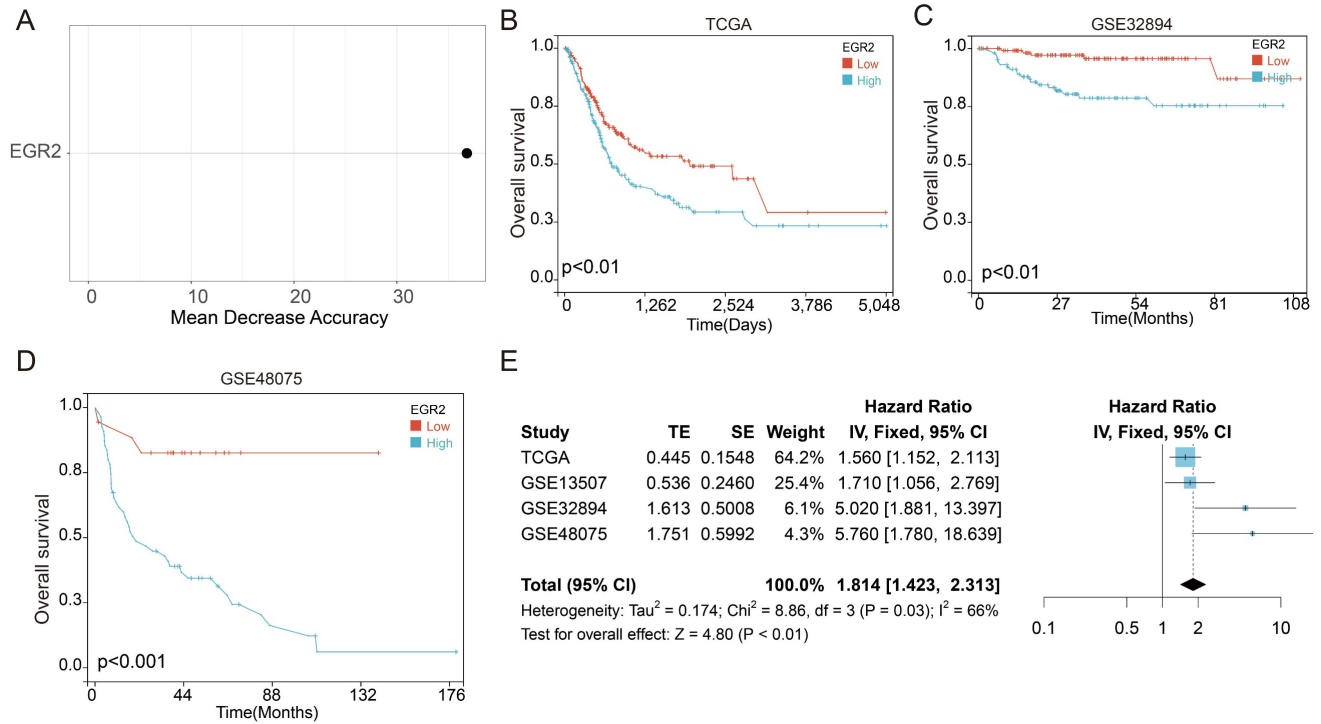 A
EGR2
0 10 20 30
Mean Decrease Accuracy
B
TCGA
EGR2
Low
High
Overall survival
1.0
0.8
0.5
0.3
0.0
p<0.01
0 1,262 2,524 3,786 5,048
Time(Days)
C
GSE32894
EGR2
Low
High
Overall survival
1.0
0.8
0.5
0.3
0.0
p<0.01
0 27 54 81 108
Time(Months)
D
GSE48075
EGR2
Low
High
Overall survival
1.0
0.8
0.5
0.3
0.0
p<0.001
0 44 88 132 176
Time(Months)
E
Hazard Ratio Hazard Ratio
Study TE SE Weight IV, Fixed, 95% CI IV, Fixed, 95% CI
TCGA 0.445 0.1548 64.2% 1.560 [1.152, 2.113]
GSE13507 0.536 0.2460 25.4% 1.710 [1.056, 2.769]
GSE32894 1.613 0.5008 6.1% 5.020 [1.881, 13.397]
GSE48075 1.751 0.5992 4.3% 5.760 [1.780, 18.639]
Total (95% CI) 100.0% 1.814 [1.423, 2.313]
Heterogeneity: Tau² = 0.174; Chi² = 8.86, df = 3 (P = 0.03); I² = 66%
Test for overall effect: Z = 4.80 (P < 0.01)
0.1 0.5 1 2 10